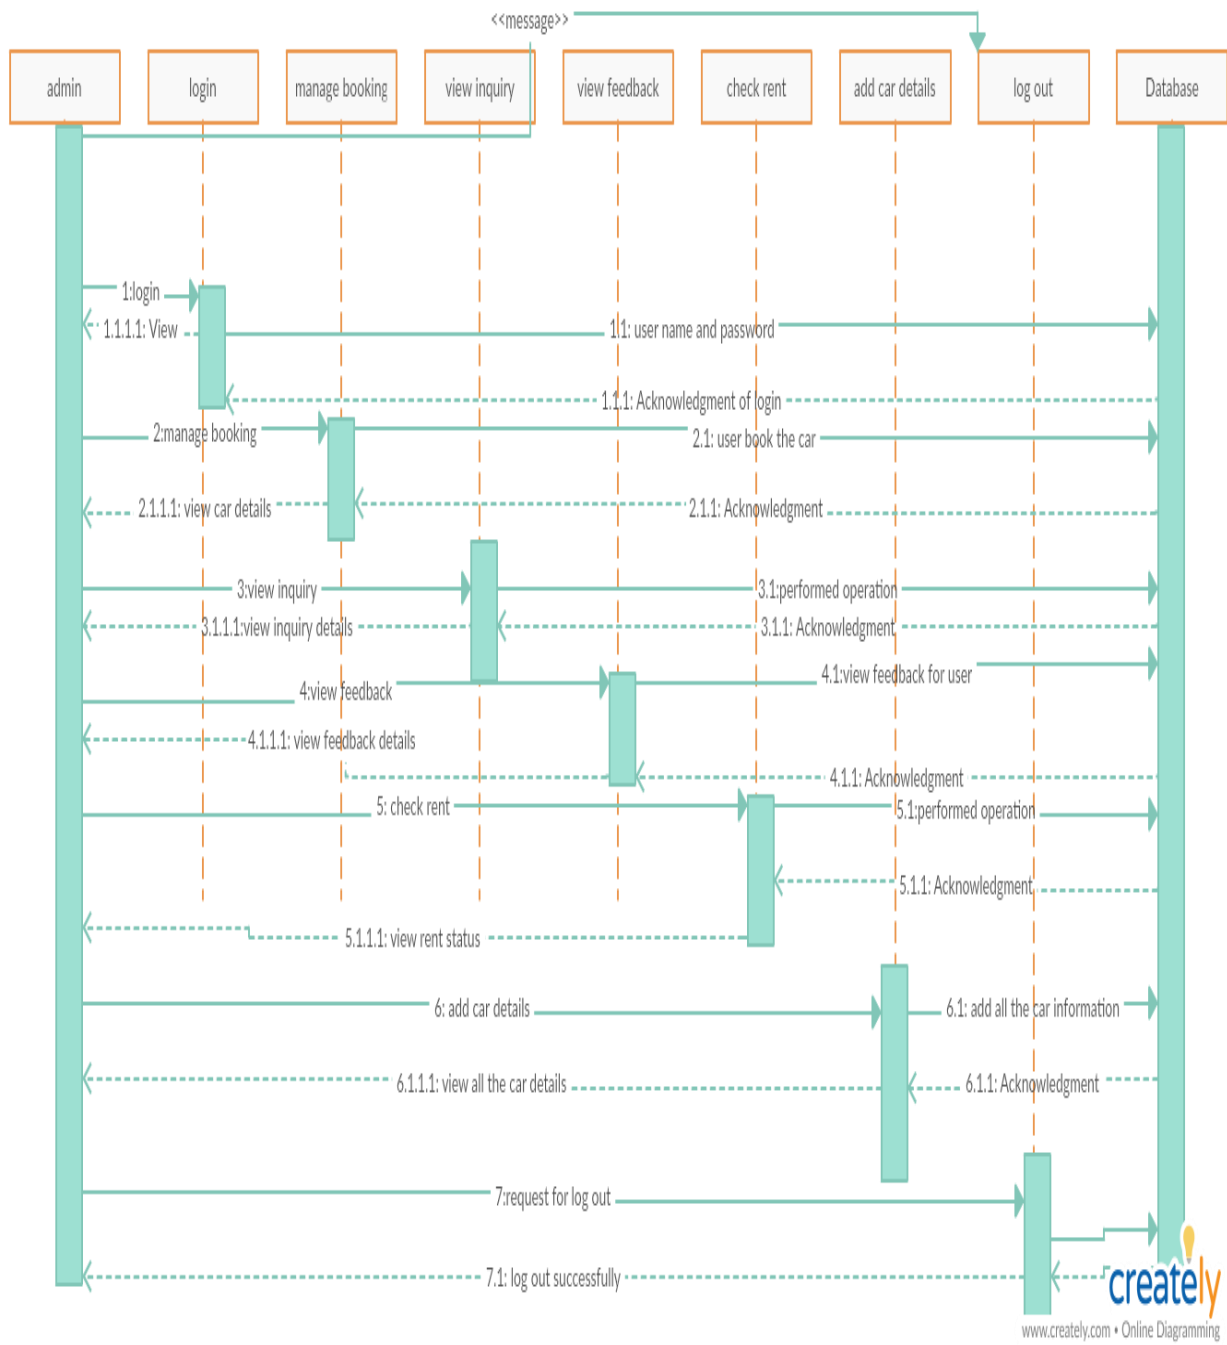 <<message>>
admin
login
manage booking
view inquiry
view feedback
check rent
add car details
log out
Database
1:login
1.1.1.1: View
1.1: user name and password
1.1.1: Acknowledgment of login
2:manage booking
2.1: user book the car
2.1.1.1: view car details
2.1.1: Acknowledgment
3:view inquiry
3.1:performed operation
3.1.1.1:view inquiry details
3.1.1: Acknowledgment
4:view feedback
4.1:view feedback for user
4.1.1.1: view feedback details
4.1.1: Acknowledgment
5: check rent
5.1:performed operation
5.1.1: Acknowledgment
5.1.1.1: view rent status
6: add car details
6.1: add all the car information
6.1.1.1: view all the car details
6.1.1: Acknowledgment
7:request for log out
7.1: log out successfully
creately
www.creately.com • Online Diagramming